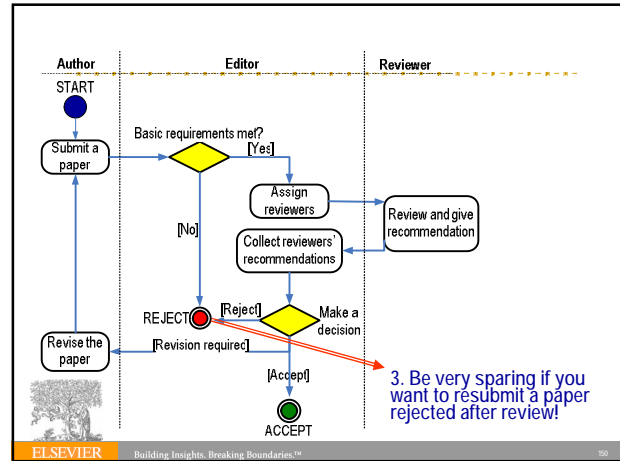 Author
Editor
Reviewer
START
Basic requirements met?
[Yes]
Submit a
paper
Assign
reviewers
Review and give
recommendation
[No]
Collect reviewers'
recommendations
REJECT
[Reject]
Make a
decision
Revise the
paper
[Revision required]
[Accept]
3. Be very sparing if you
want to resubmit a paper
rejected after review!
ACCEPT
ELSEVIER
Building Insights. Breaking Boundaries.™
150